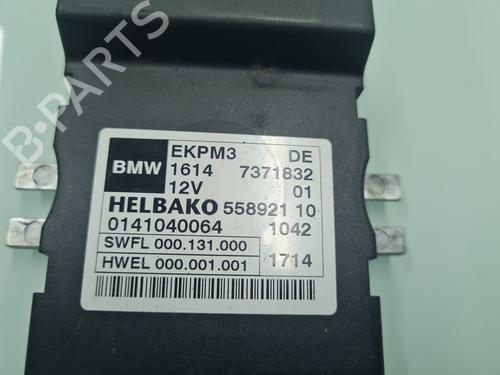 BMW EKPM3 DE
1614 7371832
12V 01
HELBAKO 558921 10
0141040064 1042
SWFL 000.131.000
HWEL 000.001.001 1714
B-PARTS